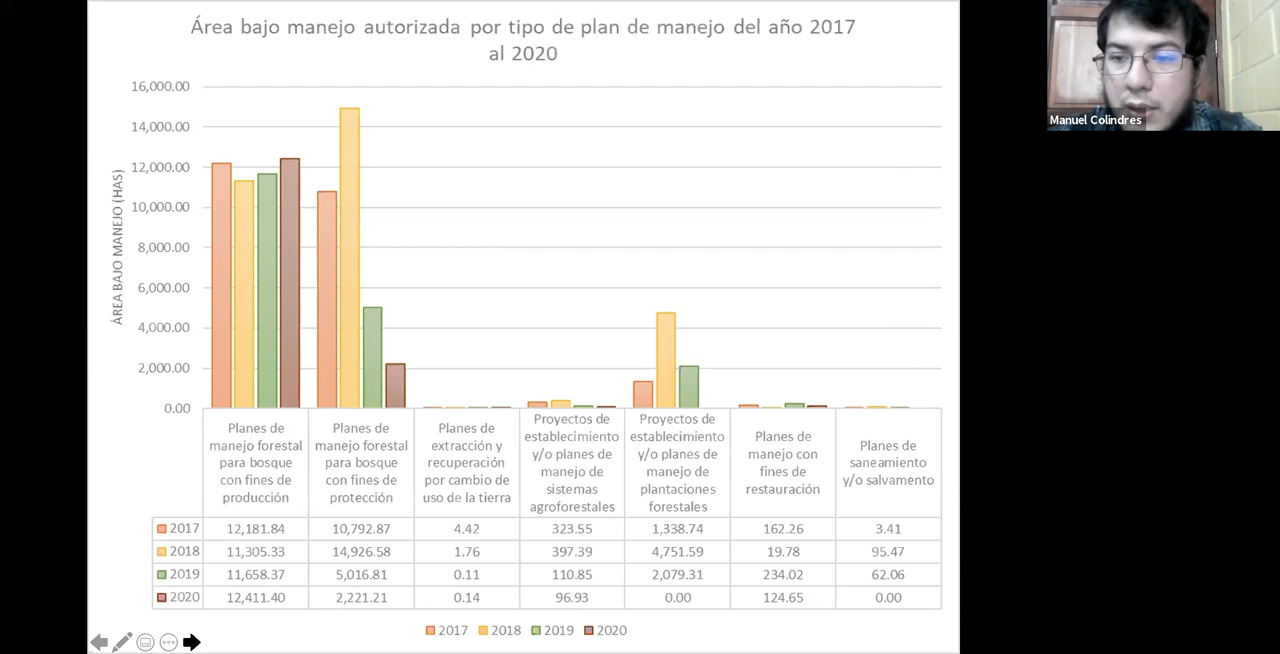 Área bajo manejo autorizada por tipo de plan de manejo del año 2017
al 2020
Manuel Colindres
ÁREA BAJO MANEJO (HAS)
16,000.00
14,000.00
12,000.00
10,000.00
8,000.00
6,000.00
4,000.00
2,000.00
0.00
Planes de
manejo forestal
para bosque
con fines de
producción
Planes de
manejo forestal
para bosque
con fines de
protección
Planes de
extracción y
recuperación
por cambio de
uso de la tierra
Proyectos de
establecimiento
y/o planes de
manejo de
sistemas
agroforestales
Proyectos de
establecimiento
y/o planes de
manejo de
plantaciones
forestales
Planes de
manejo con
fines de
restauración
Planes de
saneamiento
y/o salvamento
2017 12,181.84 10,792.87 4.42 323.55 1,338.74 162.26 3.41
2018 11,305.33 14,926.58 1.76 397.39 4,751.59 19.78 95.47
2019 11,658.37 5,016.81 0.11 110.85 2,079.31 234.02 62.06
2020 12,411.40 2,221.21 0.14 96.93 0.00 124.65 0.00
2017 2018 2019 2020